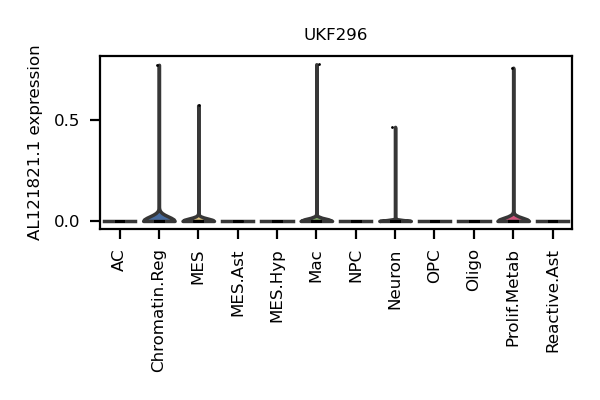 UKF296
AL121821.1 expression
0.5
0.0
AC
Chromatin.Reg
MES
MES.Ast
MES.Hyp
Mac
NPC
Neuron
OPC
Oligo
Prolif.Metab
Reactive.Ast